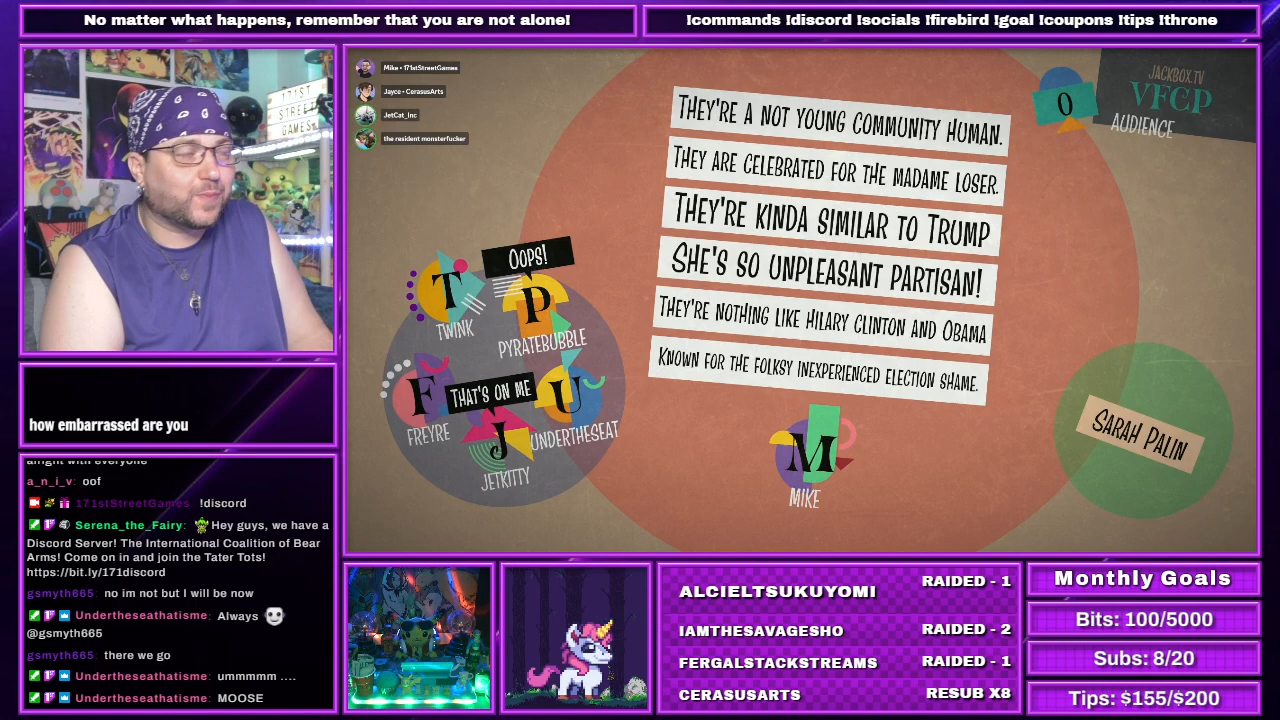 No matter what happens, remember that you are not alone!
!commands !discord !socials !firebird !goal !coupons !tips !throne
171ST
STREET
GAMES
Mike • 171stStreetGames
Jayce • CerasusArts
JetCat_Inc
the resident monsterfucker
THEY'RE A NOT YOUNG COMMUNITY HUMAN.
THEY ARE CELEBRATED FOR THE MADAME LOSER.
THEY'RE KINDA SIMILAR TO TRUMP
SHE'S SO UNPLEASANT PARTISAN!
THEY'RE NOTHING LIKE HILARY CLINTON AND OBAMA
KNOWN FOR THE FOLKSY INEXPERIENCED ELECTION SHAME.
0
JACKBOX.TV
VFCP
AUDIENCE
OOPS!
T
TWINK
P
PYRATEBUBBLE
F
FREYRE
THAT'S ON ME
U
UNDERTHESEAT
J
JETKITTY
M
MIKE
SARAH PALIN
how embarrassed are you
alright with everyone
a_n_i_v: oof
171stStreetGames !discord
Serena_the_Fairy: Hey guys, we have a
Discord Server! The International Coalition of Bear
Arms! Come on in and join the Tater Tots!
https://bit.ly/171discord
gsmyth665: no im not but I will be now
Undertheseathatisme: Always
@gsmyth665
gsmyth665: there we go
Undertheseathatisme: ummmmm ....
Undertheseathatisme: MOOSE
ALCIELTSUKUYOMI RAIDED - 1
IAMTHESAVAGESHO RAIDED - 2
FERGALSTACKSTREAMS RAIDED - 1
CERASUSARTS RESUB X8
Monthly Goals
Bits: 100/5000
Subs: 8/20
Tips: $155/$200